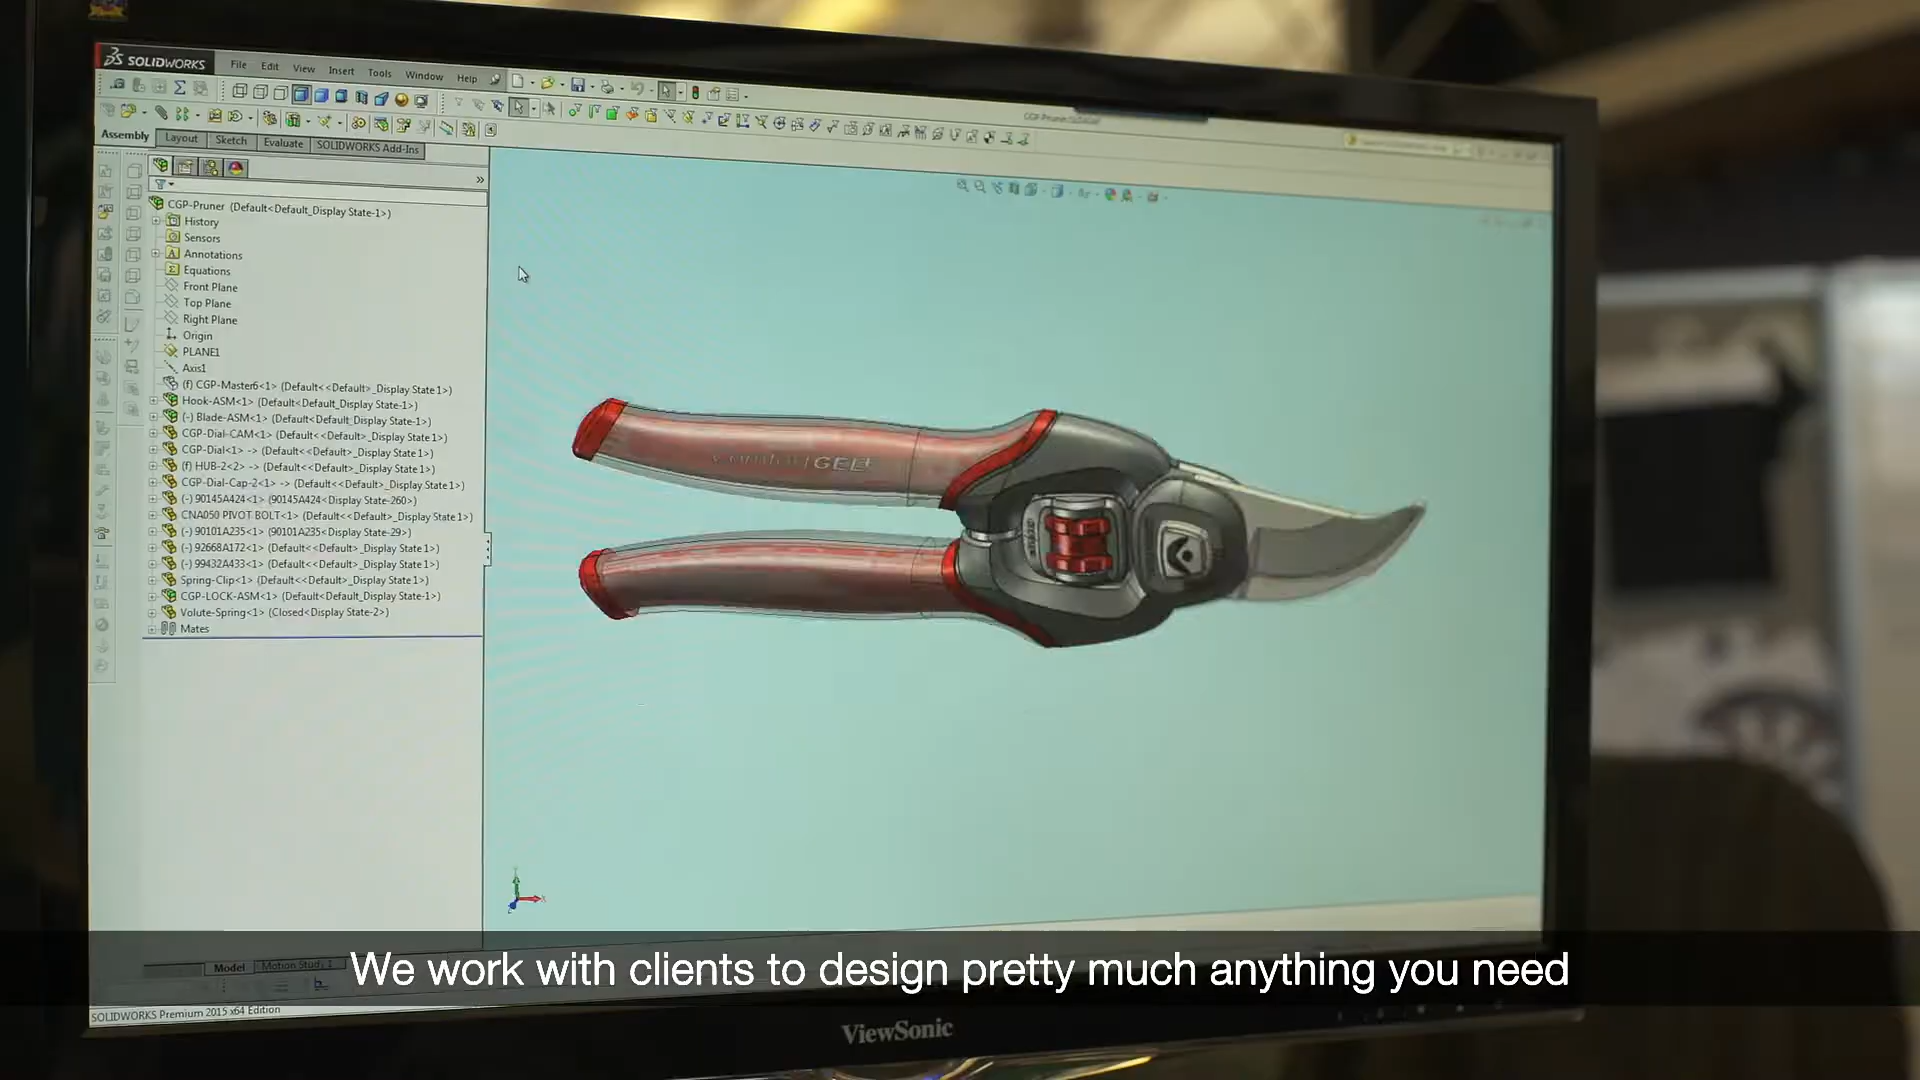 SOLIDWORKS File Edit View Insert Tools Window Help
Assembly Layout Sketch Evaluate SOLIDWORKS Add-Ins
CGP-Pruner (Default<Default_Display State-1>)
History
Sensors
Annotations
Equations
Front Plane
Top Plane
Right Plane
Origin
PLANE1
Axis1
(f) CGP-Master6<1> (Default<<Default>_Display State 1>)
Hook-ASM<1> (Default<Default_Display State-1>)
(-) Blade-ASM<1> (Default<Default_Display State-1>)
CGP-Dial-CAM<1> (Default<<Default>_Display State 1>)
CGP-Dial<1> -> (Default<<Default>_Display State 1>)
(f) HUB-2<2> -> (Default<<Default>_Display State 1>)
CGP-Dial-Cap-2<1> -> (Default<<Default>_Display State 1>)
(-) 90145A424<1> (90145A424<Display State-260>)
CNA050 PIVOT BOLT<1> (Default<<Default>_Display State 1>)
(-) 90101A235<1> (90101A235<Display State-29>)
(-) 92668A172<1> (Default<<Default>_Display State 1>)
(-) 99432A433<1> (Default<<Default>_Display State 1>)
Spring-Clip<1> (Default<<Default>_Display State 1>)
CGP-LOCK-ASM<1> (Default<Default_Display State-1>)
Volute-Spring<1> (Closed<Display State-2>)
Mates
GEL
Model Motion Study 1
We work with clients to design pretty much anything you need
SOLIDWORKS Premium 2015 x64 Edition
ViewSonic